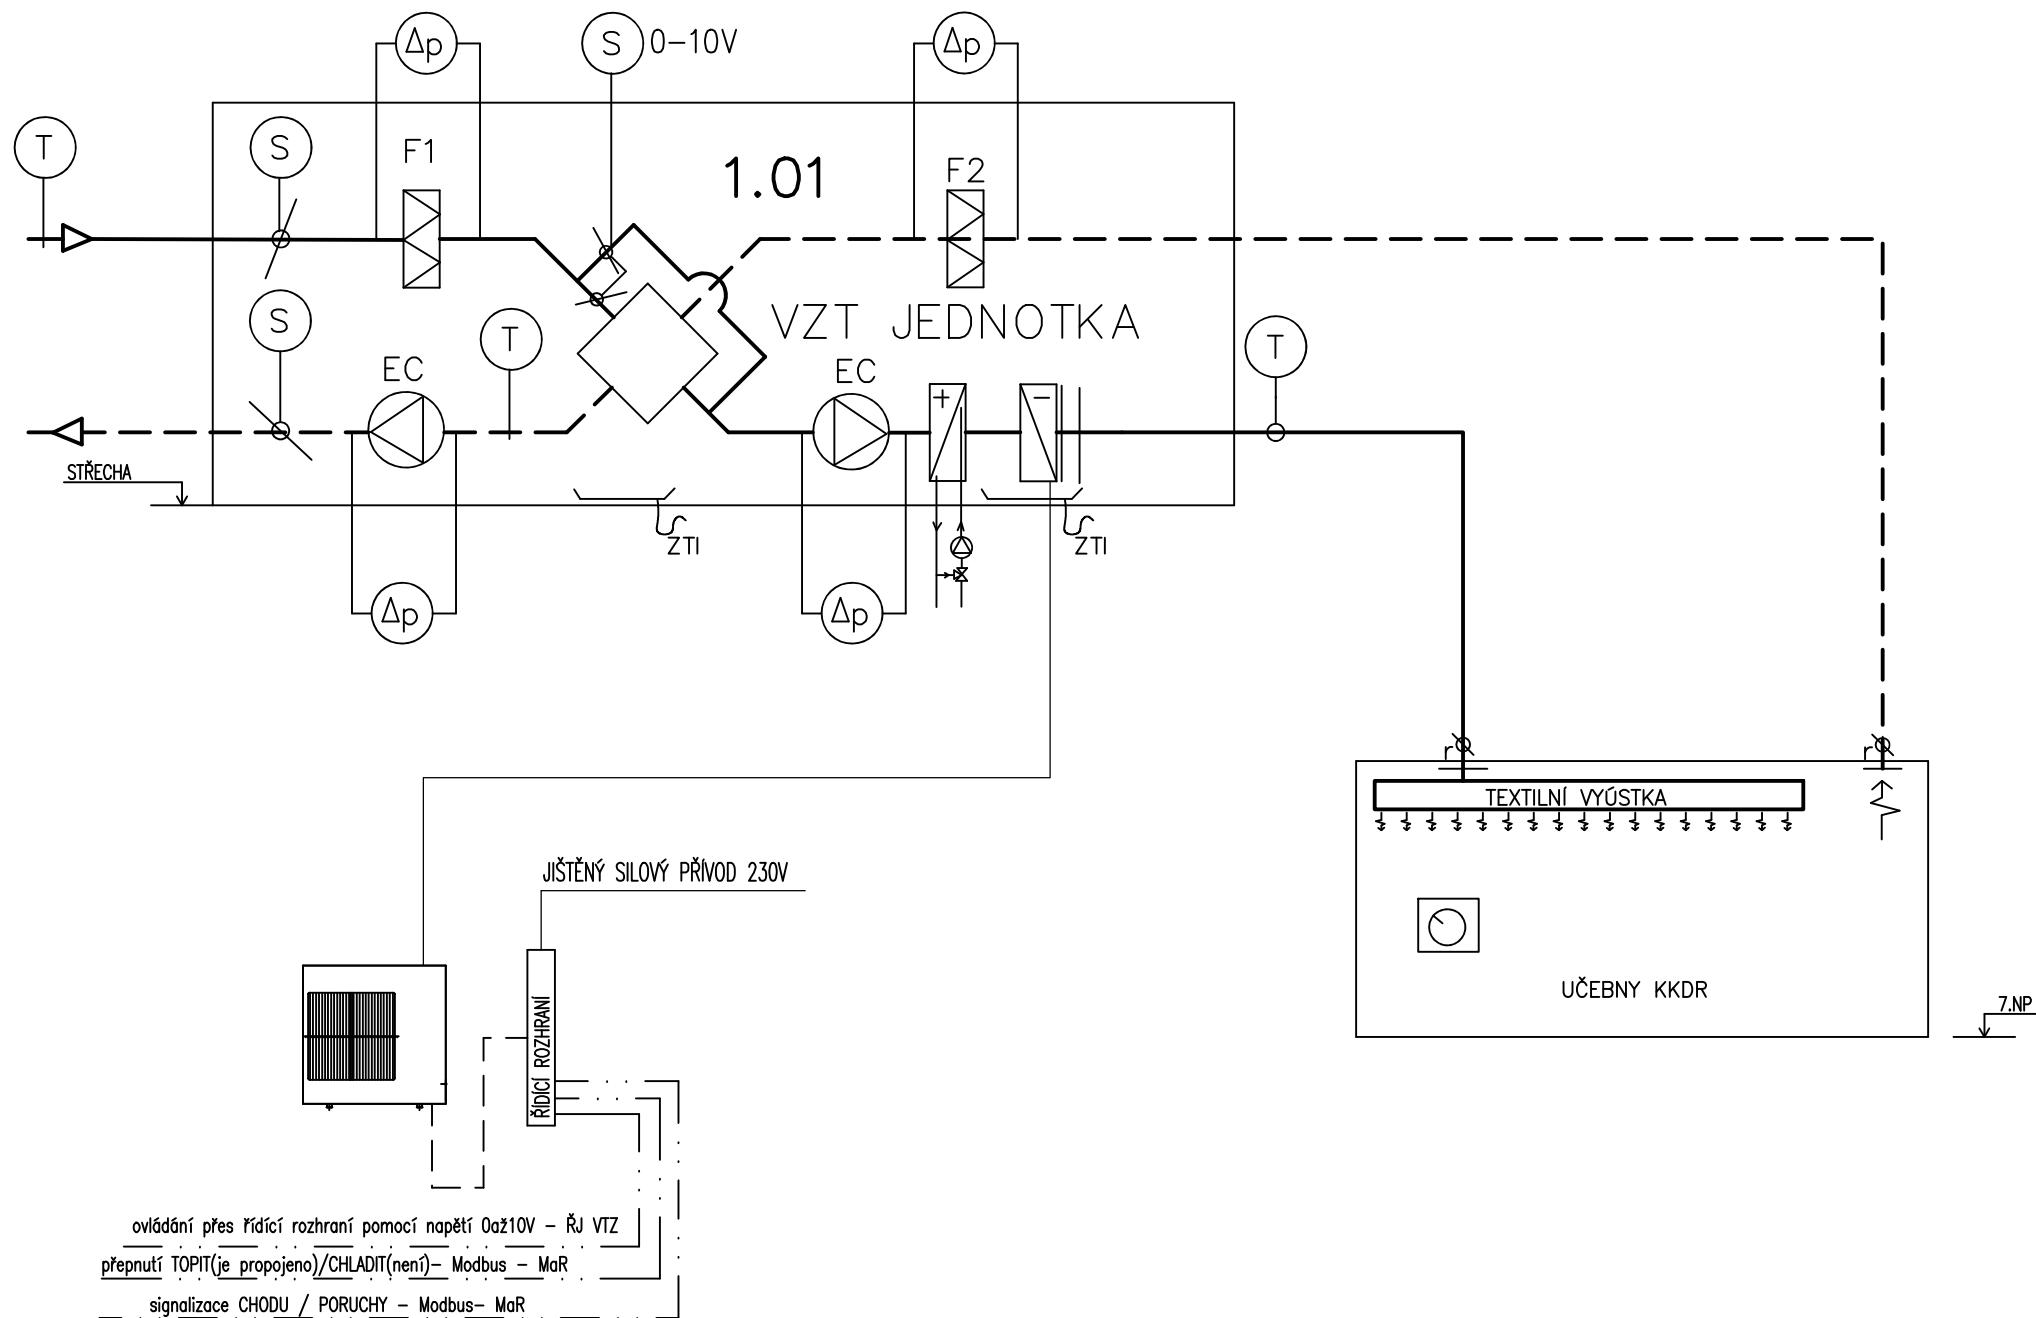 Δp
S 0-10V
Δp
T
S
F1
1.01
F2
S
T
VZT JEDNOTKA
T
EC
EC
+
−
STŘECHA
ZTI
ZTI
Δp
Δp
r
r
TEXTILNÍ VYÚSTKA
JIŠTĚNÝ SILOVÝ PŘÍVOD 230V
ŘÍDÍCÍ ROZHRANÍ
UČEBNY KKDR
7.NP
ovládání přes řídící rozhraní pomocí napětí 0až10V - ŘJ VTZ
přepnutí TOPIT(je propojeno)/CHLADIT(není)- Modbus - MaR
signalizace CHODU / PORUCHY - Modbus- MaR